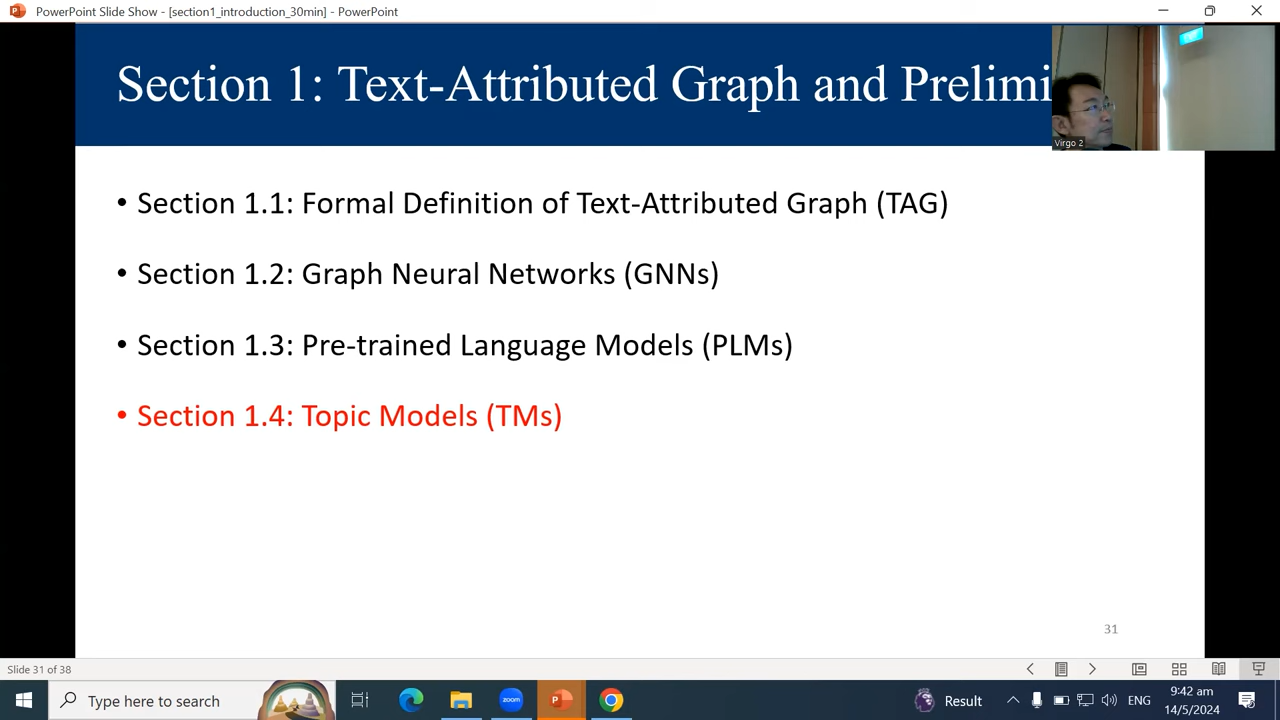 PowerPoint Slide Show - [section1_introduction_30min] - PowerPoint
Section 1: Text-Attributed Graph and Prelimi
Virgo 2
• Section 1.1: Formal Definition of Text-Attributed Graph (TAG)
• Section 1.2: Graph Neural Networks (GNNs)
• Section 1.3: Pre-trained Language Models (PLMs)
• Section 1.4: Topic Models (TMs)
31
Slide 31 of 38
Type here to search
zoom
Result
ENG
9:42 am
14/5/2024